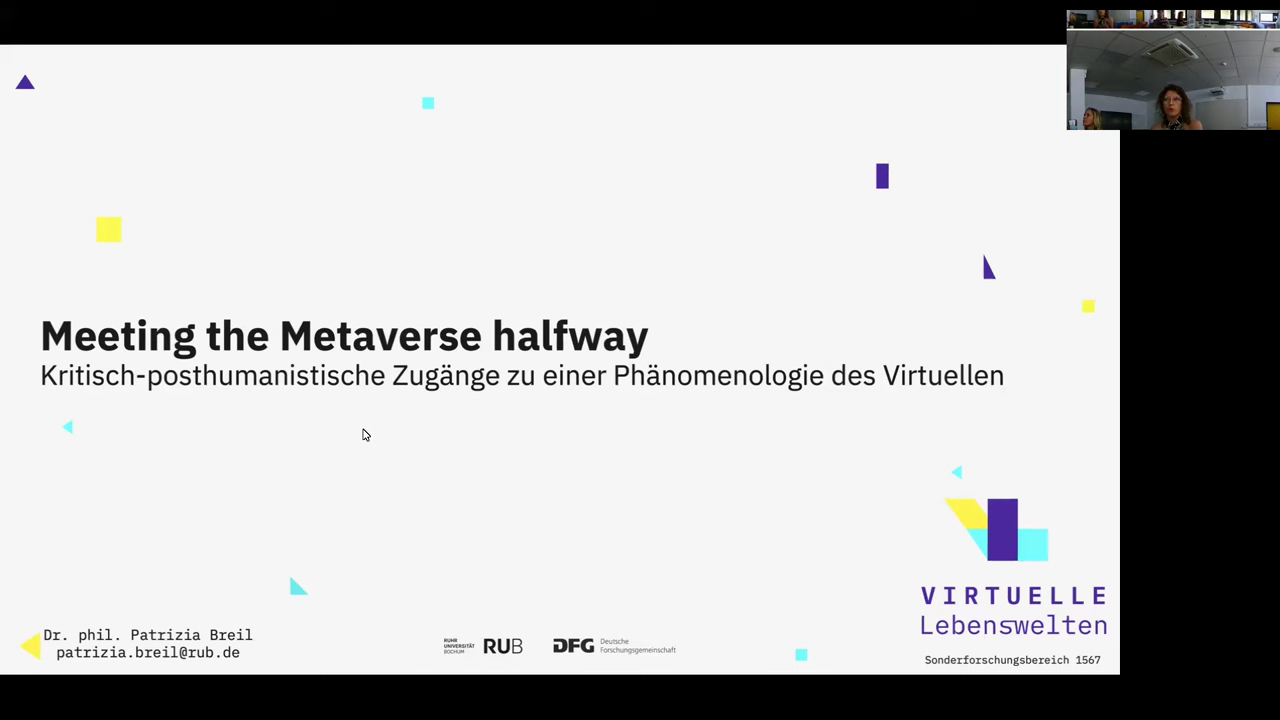 Meeting the Metaverse halfway
Kritisch-posthumanistische Zugänge zu einer Phänomenologie des Virtuellen
VIRTUELLE
Lebenswelten
Sonderforschungsbereich 1567
Dr. phil. Patrizia Breil
patrizia.breil@rub.de
RUHR
UNIVERSITÄT
BOCHUM
RUB
DFG
Deutsche
Forschungsgemeinschaft